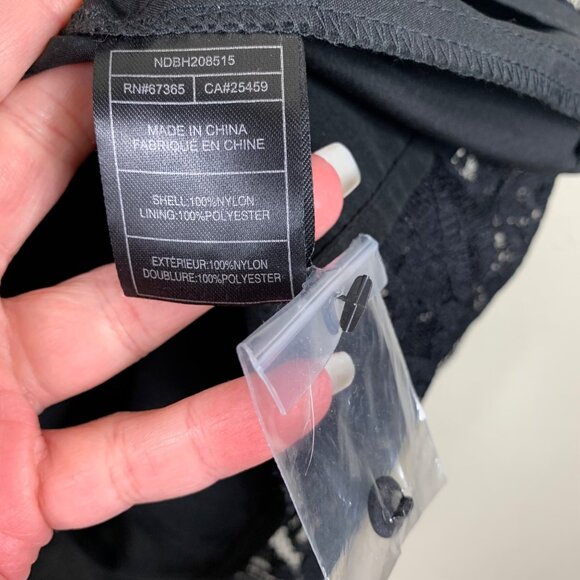 NDBH208515
RN#67365 CA#25459
MADE IN CHINA
FABRIQUÉ EN CHINE
SHELL:100%NYLON
LINING:100%POLYESTER
EXTÉRIEUR:100%NYLON
DOUBLURE:100%POLYESTER